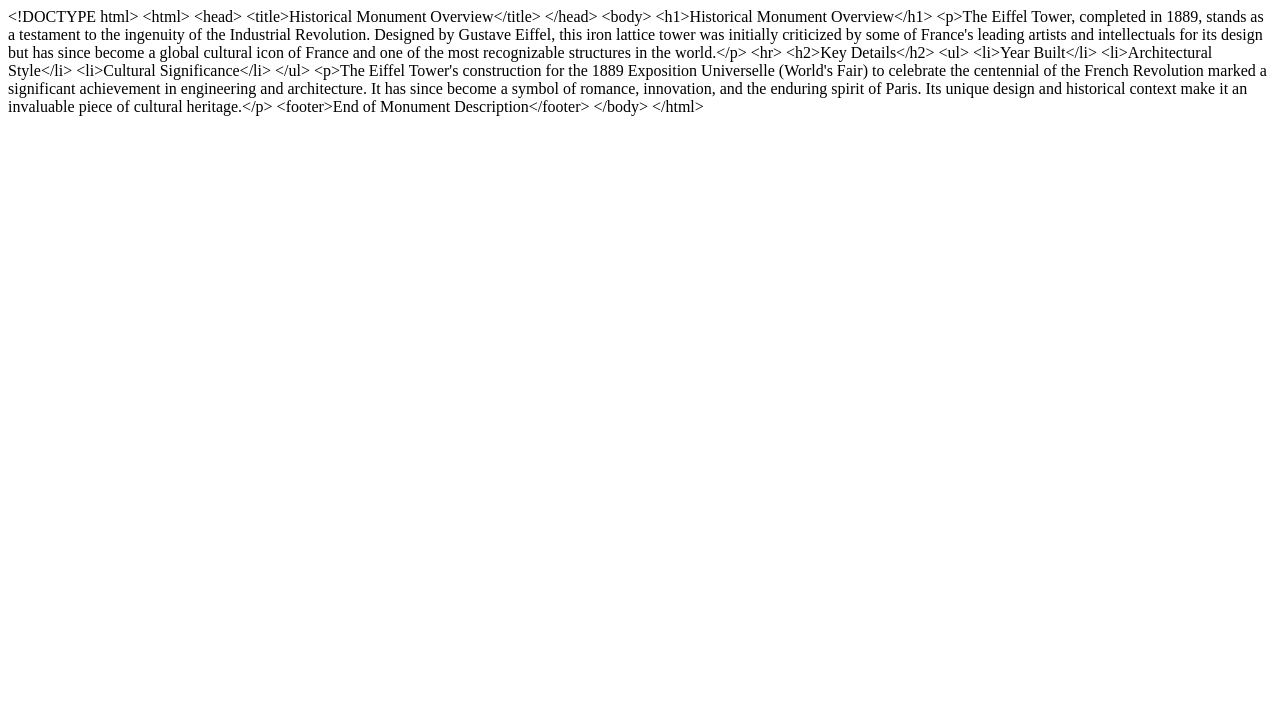 <!DOCTYPE html> <html> <head> <title>Historical Monument Overview</title> </head> <body> <h1>Historical Monument Overview</h1> <p>The Eiffel Tower, completed in 1889, stands as
a testament to the ingenuity of the Industrial Revolution. Designed by Gustave Eiffel, this iron lattice tower was initially criticized by some of France's leading artists and intellectuals for its design
but has since become a global cultural icon of France and one of the most recognizable structures in the world.</p> <hr> <h2>Key Details</h2> <ul> <li>Year Built</li> <li>Architectural
Style</li> <li>Cultural Significance</li> </ul> <p>The Eiffel Tower's construction for the 1889 Exposition Universelle (World's Fair) to celebrate the centennial of the French Revolution marked a
significant achievement in engineering and architecture. It has since become a symbol of romance, innovation, and the enduring spirit of Paris. Its unique design and historical context make it an
invaluable piece of cultural heritage.</p> <footer>End of Monument Description</footer> </body> </html>